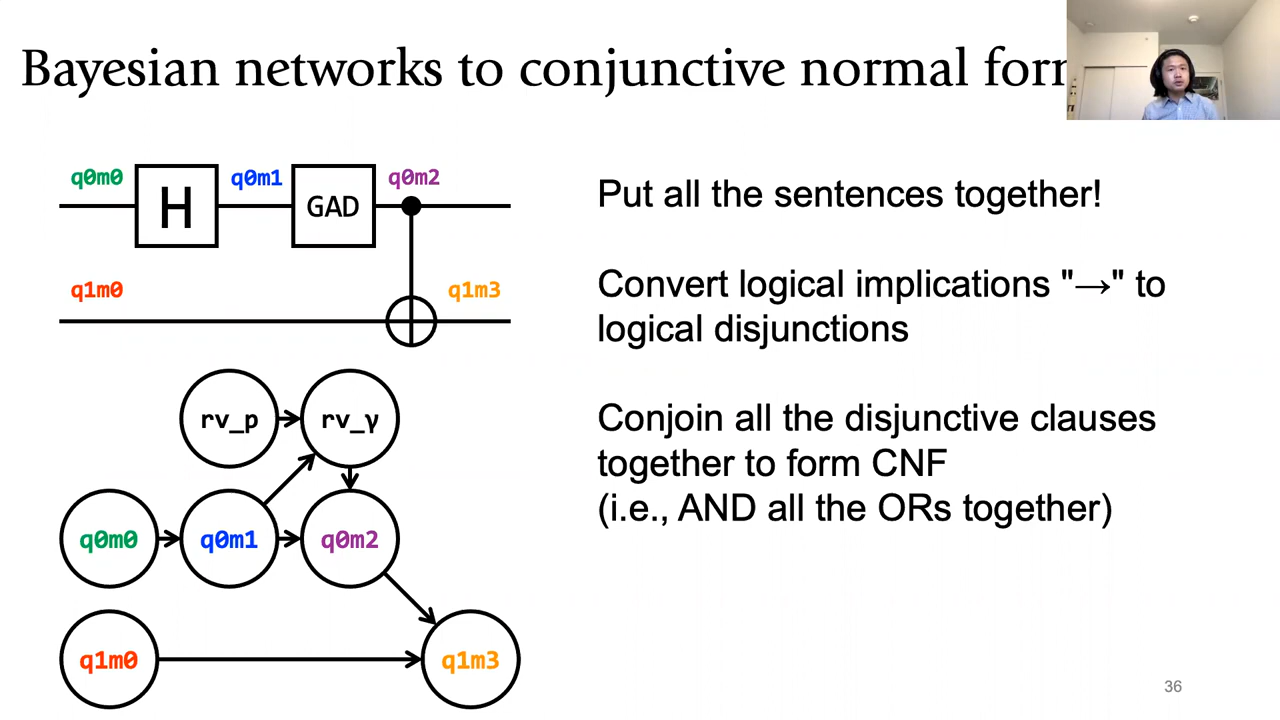 Bayesian networks to conjunctive normal for
q0m0
q0m1
q0m2
H
GAD
q1m0
q1m3
rv_p
rv_γ
q0m0
q0m1
q0m2
q1m0
q1m3
Put all the sentences together!
Convert logical implications "→" to
logical disjunctions
Conjoin all the disjunctive clauses
together to form CNF
(i.e., AND all the ORs together)
36